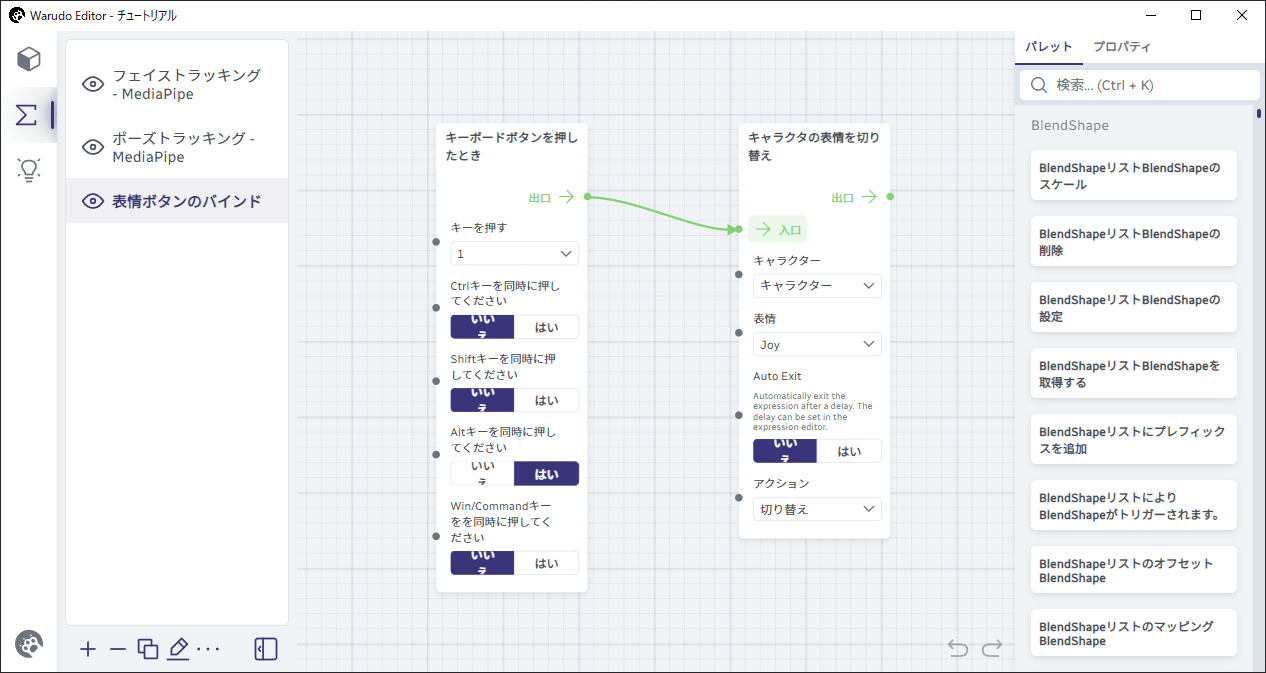 Warudo Editor - チュートリアル
フェイストラッキング
- MediaPipe
ポーズトラッキング -
MediaPipe
表情ボタンのバインド
キーボードボタンを押し
たとき
出口
キーを押す
1
Ctrlキーを同時に押し
てください
いいえ
はい
Shiftキーを同時に押
してください
いいえ
はい
Altキーを同時に押し
てください
いいえ
はい
Win/Commandキー
をを同時に押してく
ださい
いいえ
はい
キャラクタの表情を切り
替え
出口
入口
キャラクター
キャラクター
表情
Joy
Auto Exit
Automatically exit the
expression after a delay. The
delay can be set in the
expression editor.
いいえ
はい
アクション
切り替え
パレット
プロパティ
検索... (Ctrl + K)
BlendShape
BlendShapeリストBlendShapeの
スケール
BlendShapeリストBlendShapeの
削除
BlendShapeリストBlendShapeの
設定
BlendShapeリストBlendShapeを
取得する
BlendShapeリストにプレフィック
スを追加
BlendShapeリストにより
BlendShapeがトリガーされます。
BlendShapeリストのオフセット
BlendShape
BlendShapeリストのマッピング
BlendShape